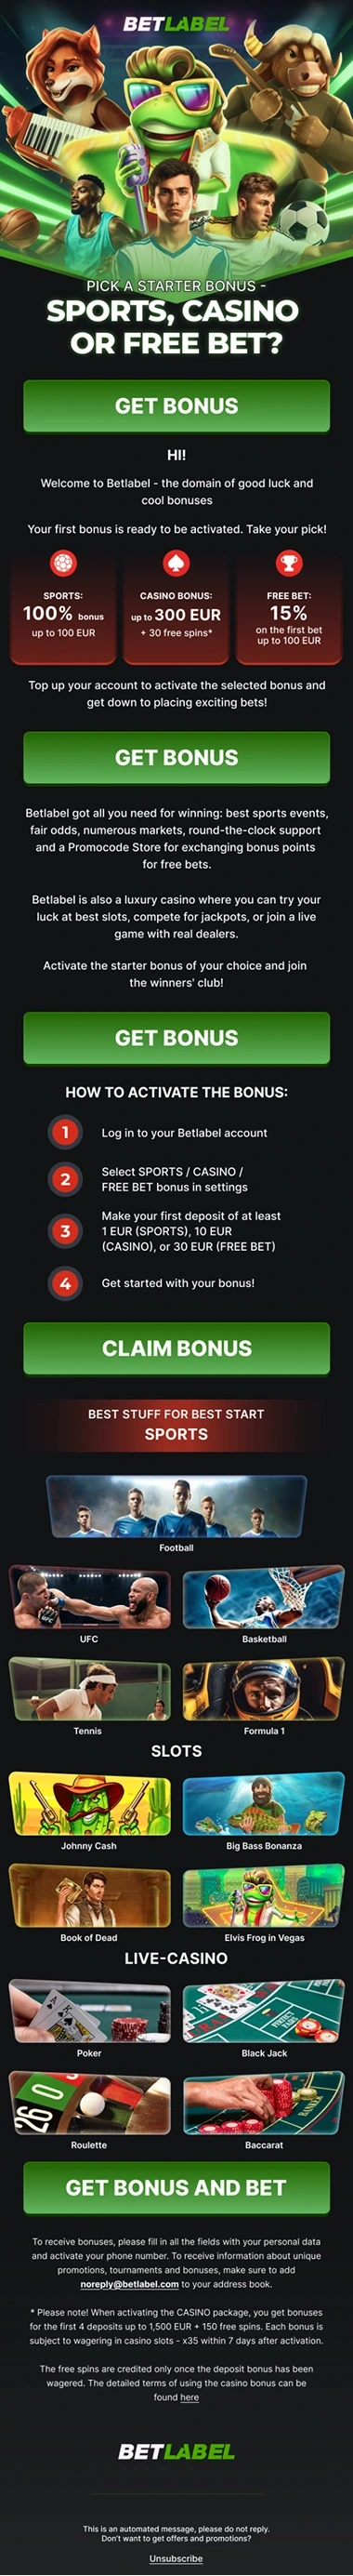 BETLABEL
PICK A STARTER BONUS -
SPORTS, CASINO
OR FREE BET?
GET BONUS
HI!
Welcome to Betlabel - the domain of good luck and
cool bonuses
Your first bonus is ready to be activated. Take your pick!
SPORTS:
100% bonus
up to 100 EUR
CASINO BONUS:
up to 300 EUR
+ 30 free spins*
FREE BET:
15%
on the first bet
up to 100 EUR
Top up your account to activate the selected bonus and
get down to placing exciting bets!
GET BONUS
Betlabel got all you need for winning: best sports events,
fair odds, numerous markets, round-the-clock support
and a Promocode Store for exchanging bonus points
for free bets.
Betlabel is also a luxury casino where you can try your
luck at best slots, compete for jackpots, or join a live
game with real dealers.
Activate the starter bonus of your choice and join
the winners' club!
GET BONUS
HOW TO ACTIVATE THE BONUS:
1 Log in to your Betlabel account
2 Select SPORTS / CASINO /
FREE BET bonus in settings
3 Make your first deposit of at least
1 EUR (SPORTS), 10 EUR
(CASINO), or 30 EUR (FREE BET)
4 Get started with your bonus!
CLAIM BONUS
BEST STUFF FOR BEST START
SPORTS
Football
UFC
Basketball
Tennis
Formula 1
SLOTS
Johnny Cash
Big Bass Bonanza
Book of Dead
Elvis Frog in Vegas
LIVE-CASINO
Poker
Black Jack
Roulette
Baccarat
GET BONUS AND BET
To receive bonuses, please fill in all the fields with your personal data
and activate your phone number. To receive information about unique
promotions, tournaments and bonuses, make sure to add
noreply@betlabel.com to your address book.
* Please note! When activating the CASINO package, you get bonuses
for the first 4 deposits up to 1,500 EUR + 150 free spins. Each bonus is
subject to wagering in casino slots - x35 within 7 days after activation.
The free spins are credited only once the deposit bonus has been
wagered. The detailed terms of using the casino bonus can be
found here
BETLABEL
This is an automated message, please do not reply.
Don't want to get offers and promotions?
Unsubscribe